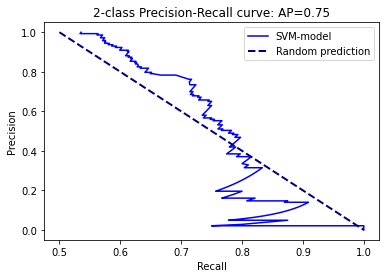 2-class Precision-Recall curve: AP=0.75
SVM-model
Random prediction
Precision
1.0
0.8
0.6
0.4
0.2
0.0
0.5
0.6
0.7
0.8
0.9
1.0
Recall